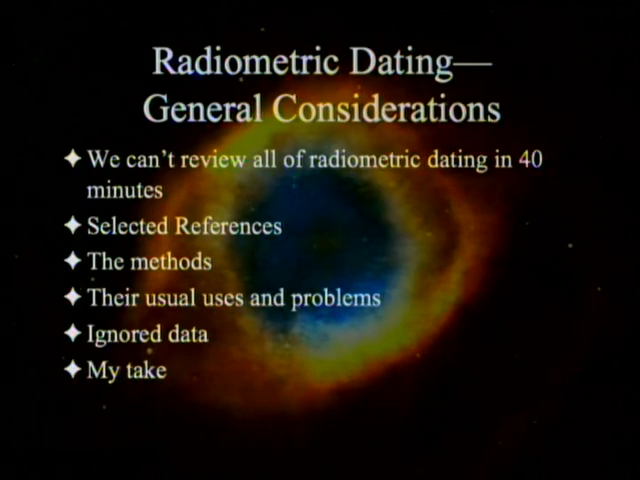 Radiometric Dating—
General Considerations
We can't review all of radiometric dating in 40
minutes
Selected References
The methods
Their usual uses and problems
Ignored data
My take